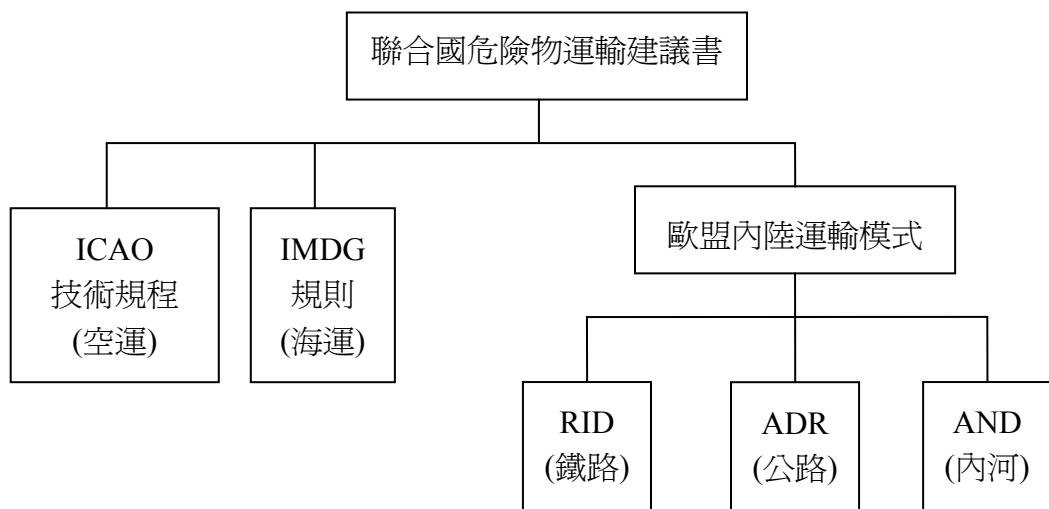 聯合國危險物運輸建議書
ICAO
技術規程
(空運)
IMDG
規則
(海運)
歐盟內陸運輸模式
RID
(鐵路)
ADR
(公路)
AND
(內河)